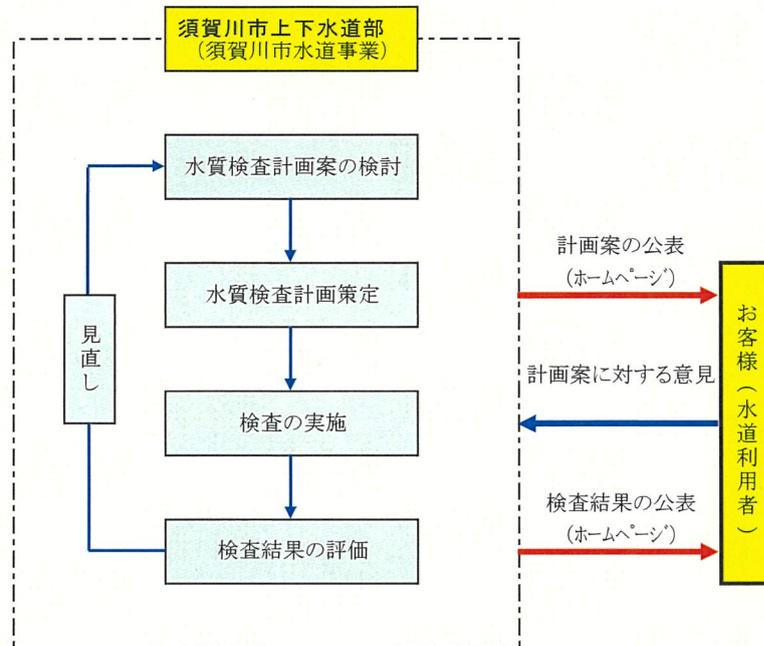 須賀川市上下水道部
(須賀川市水道事業)
水質検査計画案の検討
水質検査計画策定
見直し
検査の実施
検査結果の評価
計画案の公表
(ﾎｰﾑﾍﾟｰｼﾞ)
計画案に対する意見
検査結果の公表
(ﾎｰﾑﾍﾟｰｼﾞ)
お客様(水道利用者)